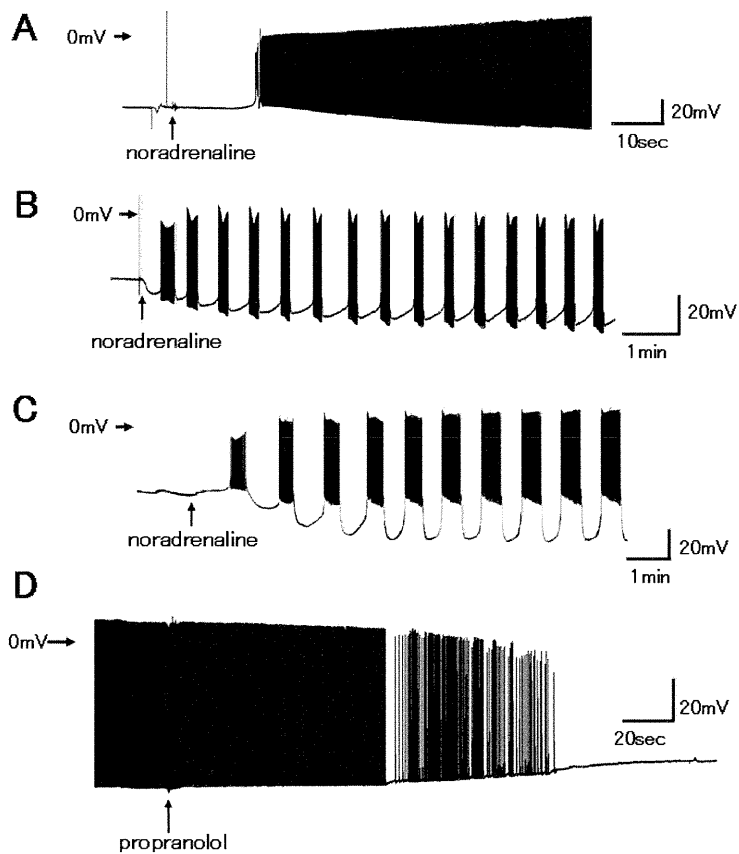 A
0mV
noradrenaline
20mV
10sec
B
0mV
noradrenaline
20mV
1min
C
0mV
noradrenaline
20mV
1min
D
0mV
propranolol
20mV
20sec